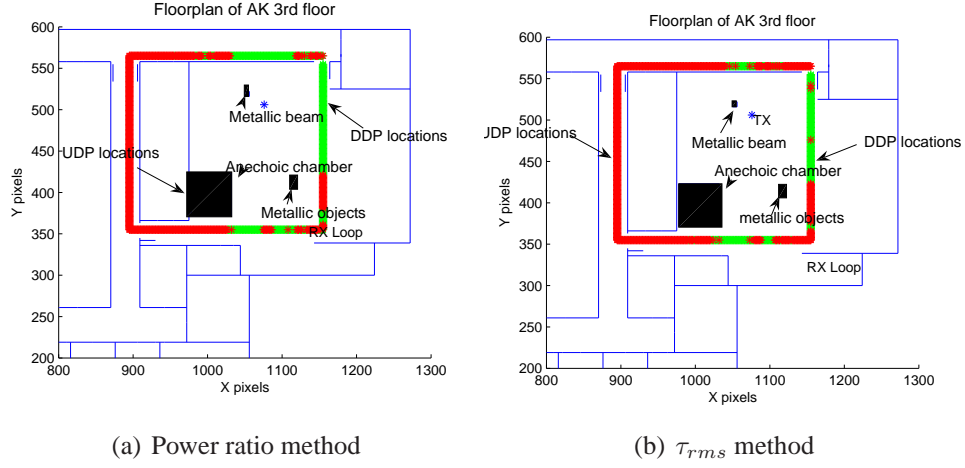 Floorplan of AK 3rd floor
600
550
500
450
400
350
300
250
200
Y pixels
800
900
1000
1100
1200
1300
X pixels
Metallic beam
DDP locations
UDP locations
Anechoic chamber
Metallic objects
RX Loop
(a) Power ratio method
Floorplan of AK 3rd floor
600
550
500
450
400
350
300
250
200
Y pixels
800
900
1000
1100
1200
1300
X pixels
TX
Metallic beam
JDP locations
DDP locations
Anechoic chamber
metallic objects
RX Loop
(b) τrms method